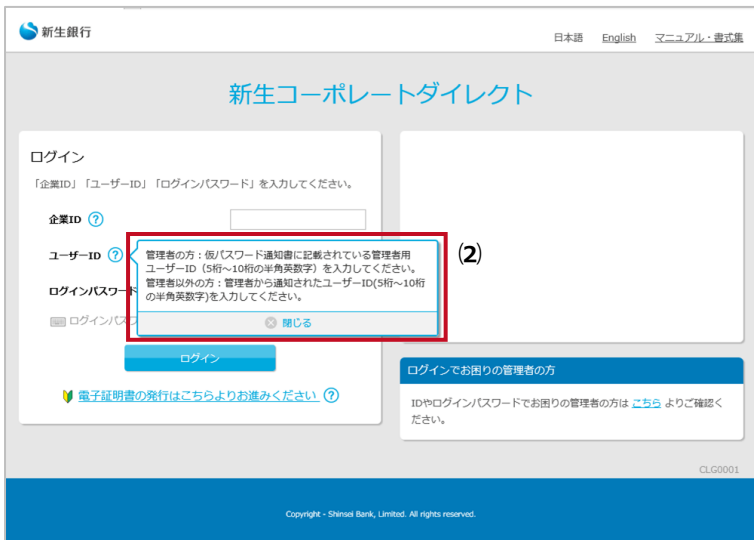 新生銀行
日本語 English マニュアル・書式集
新生コーポレートダイレクト
ログイン
「企業ID」「ユーザーID」「ログインパスワード」を入力してください。
企業ID ?
ユーザーID ?
管理者の方：仮パスワード通知書に記載されている管理者用
ユーザーID（5桁～10桁の半角英数字）を入力してください。
管理者以外の方：管理者から通知されたユーザーID(5桁～10桁
の半角英数字)を入力してください。
閉じる
(2)
ログインパスワード
ログインパスワ
ログイン
電子証明書の発行はこちらよりお進みください ?
ログインでお困りの管理者の方
IDやログインパスワードでお困りの管理者の方は こちら よりご確認く
ださい。
CLG0001
Copyright - Shinsei Bank, Limited. All rights reserved.